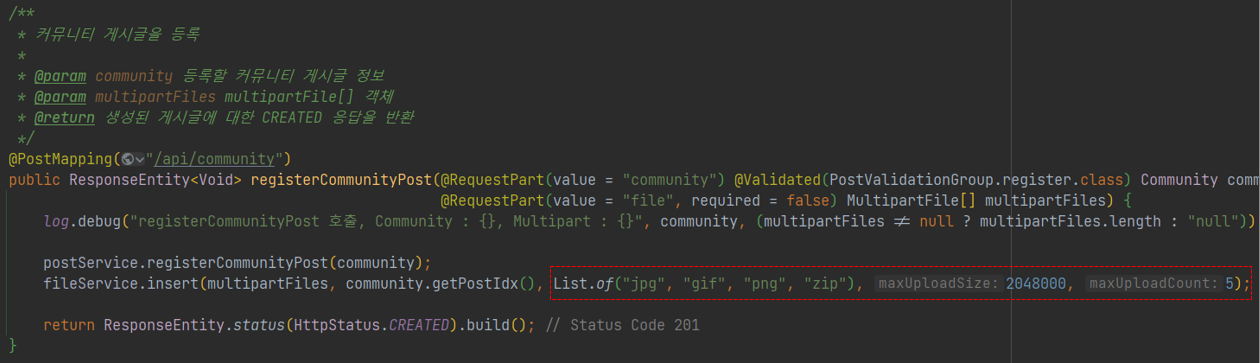 /**
* 커뮤니티 게시글을 등록
*
* @param community 등록할 커뮤니티 게시글 정보
* @param multipartFiles multipartFile[] 객체
* @return 생성된 게시글에 대한 CREATED 응답을 반환
*/
@PostMapping("/api/community")
public ResponseEntity<Void> registerCommunityPost(@RequestPart(value = "community") @Validated(PostValidationGroup.register.class) Community comm
@RequestPart(value = "file", required = false) MultipartFile[] multipartFiles) {
log.debug("registerCommunityPost 호출, Community : {}, Multipart : {}", community, (multipartFiles ≠ null ? multipartFiles.length : "null"))
postService.registerCommunityPost(community);
fileService.insert(multipartFiles, community.getPostIdx(), List.of("jpg", "gif", "png", "zip"), maxUploadSize: 2048000, maxUploadCount: 5);
return ResponseEntity.status(HttpStatus.CREATED).build(); // Status Code 201
}